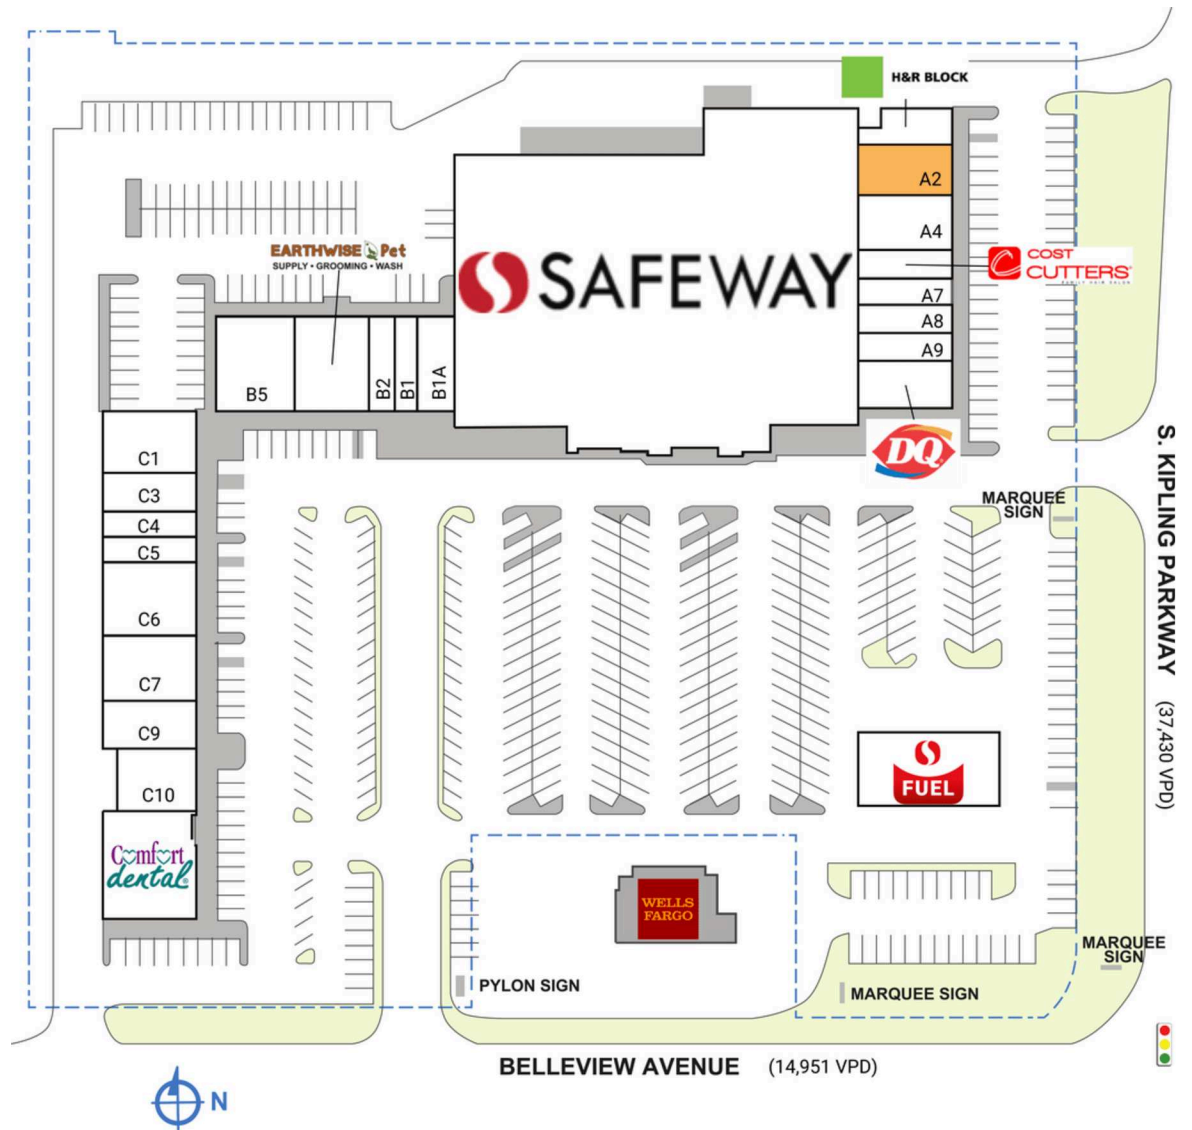 H&R BLOCK
A2
A4
COST
CUTTERS
A7
A8
A9
DQ
EARTHWISE Pet
SUPPLY • GROOMING • WASH
SAFEWAY
B5
B2
B1
B1A
C1
C3
C4
C5
C6
C7
C9
C10
Comfort
dental
MARQUEE
SIGN
S. KIPLING PARKWAY (37,430 VPD)
FUEL
WELLS
FARGO
MARQUEE
SIGN
PYLON SIGN
MARQUEE SIGN
BELLEVIEW AVENUE (14,951 VPD)
N